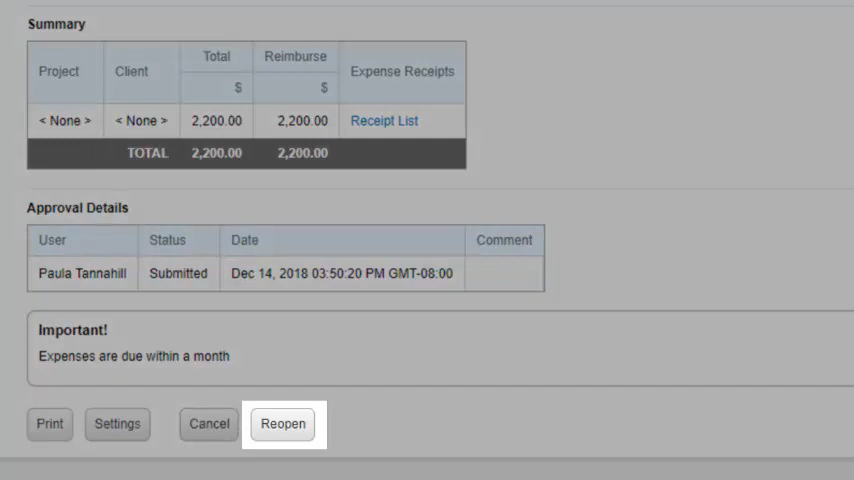 Summary
Project Client Total Reimburse Expense Receipts
$ $
< None > < None > 2,200.00 2,200.00 Receipt List
TOTAL 2,200.00 2,200.00
Approval Details
User Status Date Comment
Paula Tannahill Submitted Dec 14, 2018 03:50:20 PM GMT-08:00
Important!
Expenses are due within a month
Print Settings Cancel Reopen